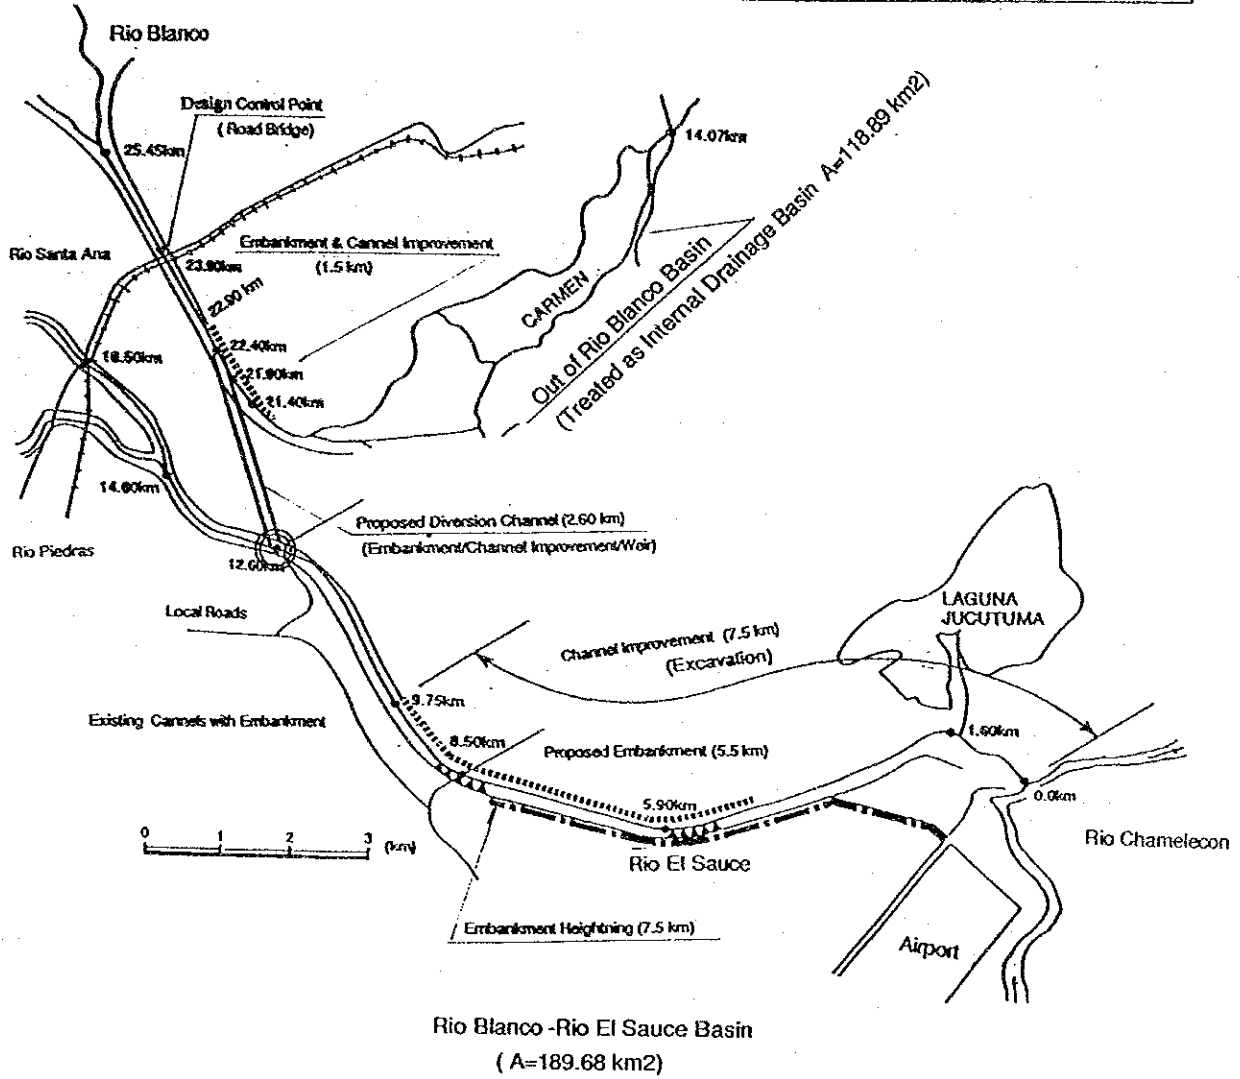 Rio Blanco
Design Control Point
(Road Bridge)
25.45km
14.07km
Out of Rio Blanco Basin
(Treated as Internal Drainage Basin A=118.89 km2)
Rio Santa Ana
Embankment & Cannel Improvement
(1.5 km)
23.90km
22.90 km
CARMEN
22.40km
21.90km
21.40km
18.50km
14.60km
Proposed Diversion Channel (2.60 km)
(Embankment/Channel Improvement/Weir)
Rio Piedras
12.60km
Local Roads
LAGUNA
JUCUTUMA
Channel Improvement (7.5 km)
(Excavation)
9.75km
Existing Cannels with Embankment
8.50km
Proposed Embankment (5.5 km)
1.60km
5.90km
0.0km
0 1 2 3 (km)
Rio El Sauce
Rio Chamelecon
Embankment Heightning (7.5 km)
Airport
Rio Blanco -Rio El Sauce Basin
( A=189.68 km2)